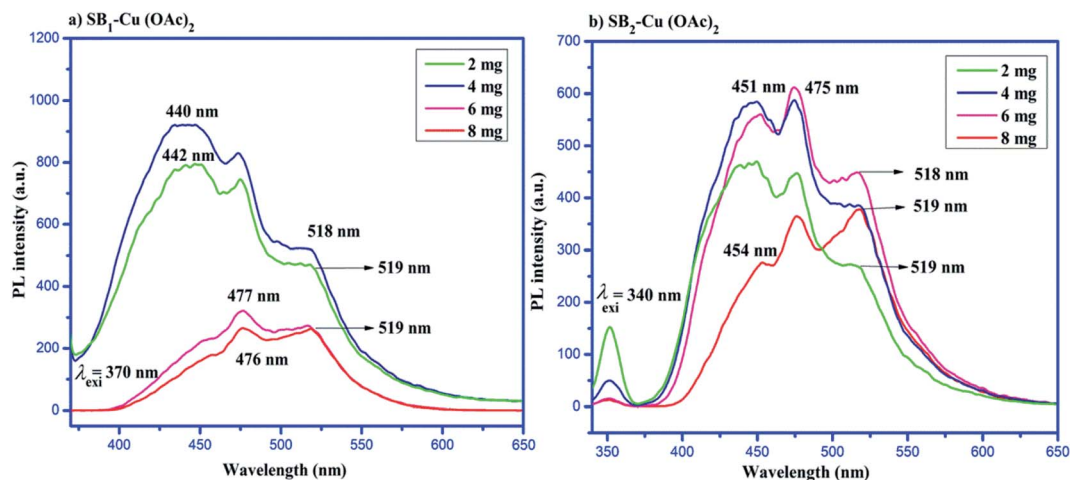 a) SB1-Cu (OAc)2
1200
1000
800
600
400
200
0
PL intensity (a.u.)
400
450
500
550
600
650
Wavelength (nm)
2 mg
4 mg
6 mg
8 mg
440 nm
442 nm
518 nm
519 nm
477 nm
519 nm
476 nm
λexi = 370 nm
b) SB2-Cu (OAc)2
700
600
500
400
300
200
100
0
PL intensity (a.u.)
350
400
450
500
550
600
650
Wavelength (nm)
2 mg
4 mg
6 mg
8 mg
451 nm
475 nm
518 nm
519 nm
454 nm
519 nm
λexi = 340 nm